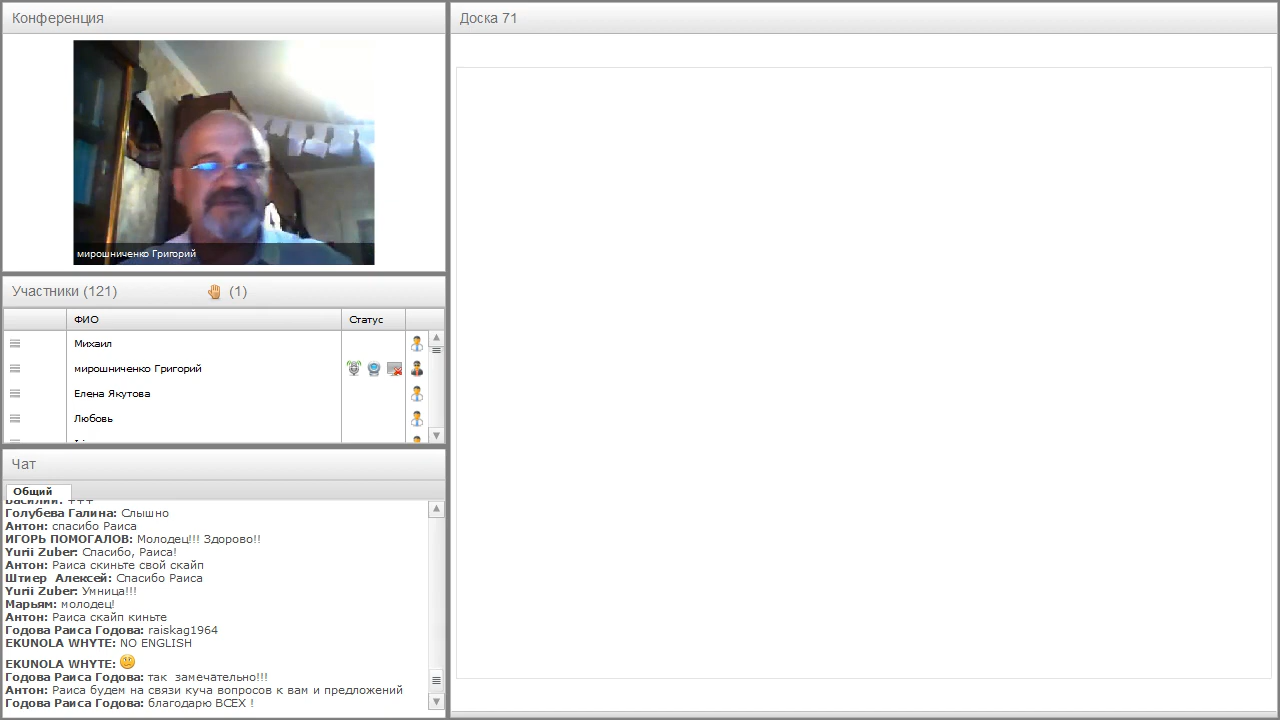 Конференция
мирошниченко Григорий
Участники (121)
(1)
ФИО
Статус
Михаил
мирошниченко Григорий
Елена Якутова
Любовь
Чат
Общий
Василий: +++
Голубева Галина: Слышно
Антон: спасибо Раиса
ИГОРЬ ПОМОГАЛОВ: Молодец!!! Здорово!!
Yurii Zuber: Спасибо, Раиса!
Антон: Раиса скиньте свой скайп
Штиер Алексей: Спасибо Раиса
Yurii Zuber: Умница!!!
Марьям: молодец!
Антон: Раиса скайп киньте
Годова Раиса Годова: raiskag1964
EKUNOLA WHYTE: NO ENGLISH
EKUNOLA WHYTE:
Годова Раиса Годова: так замечательно!!!
Антон: Раиса будем на связи куча вопросов к вам и предложений
Годова Раиса Годова: благодарю ВСЕХ !
Доска 71